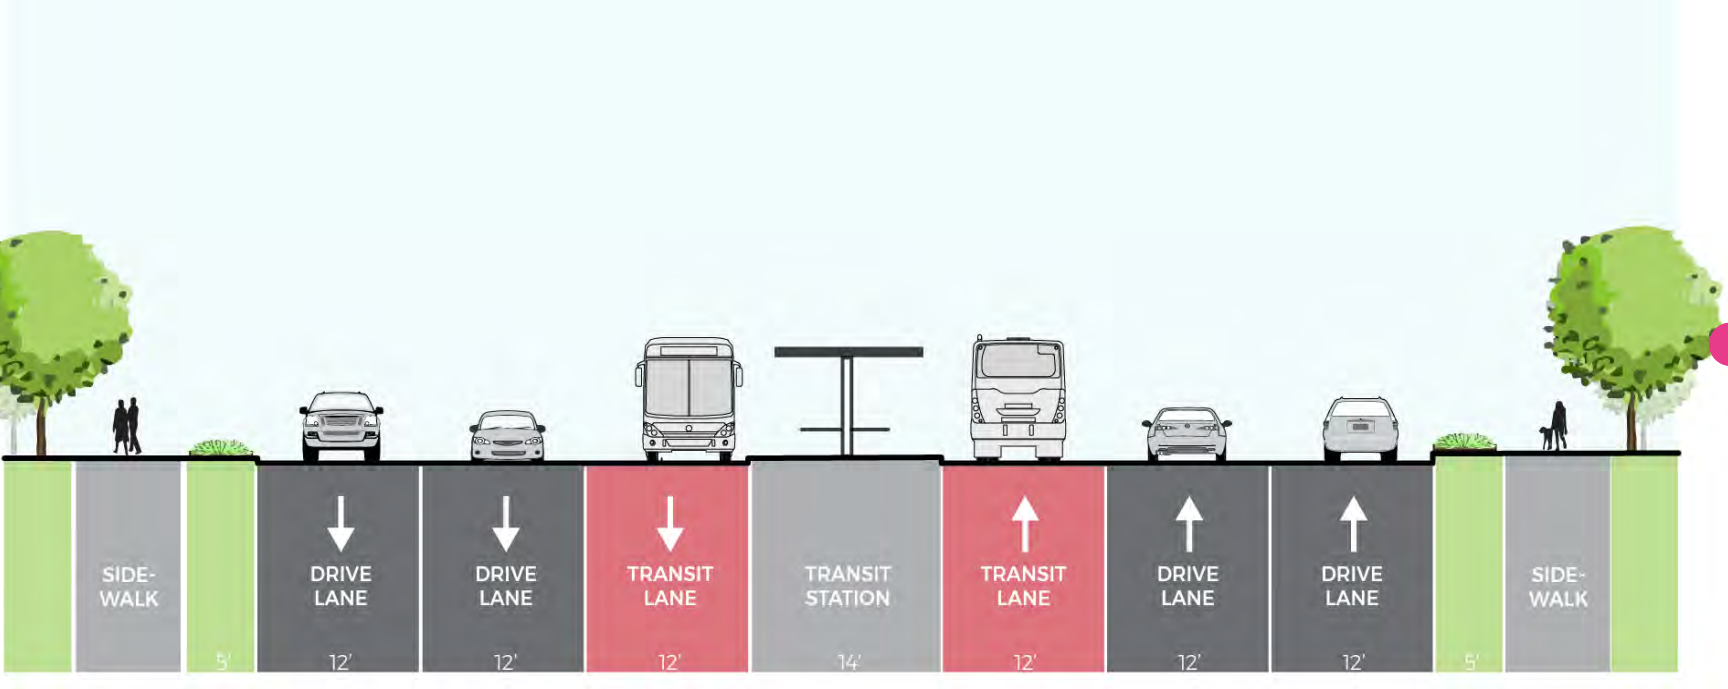 SIDE-
WALK
DRIVE
LANE
DRIVE
LANE
TRANSIT
LANE
TRANSIT
STATION
TRANSIT
LANE
DRIVE
LANE
DRIVE
LANE
SIDE-
WALK
5' 12' 12' 12' 14' 12' 12' 12' 5'